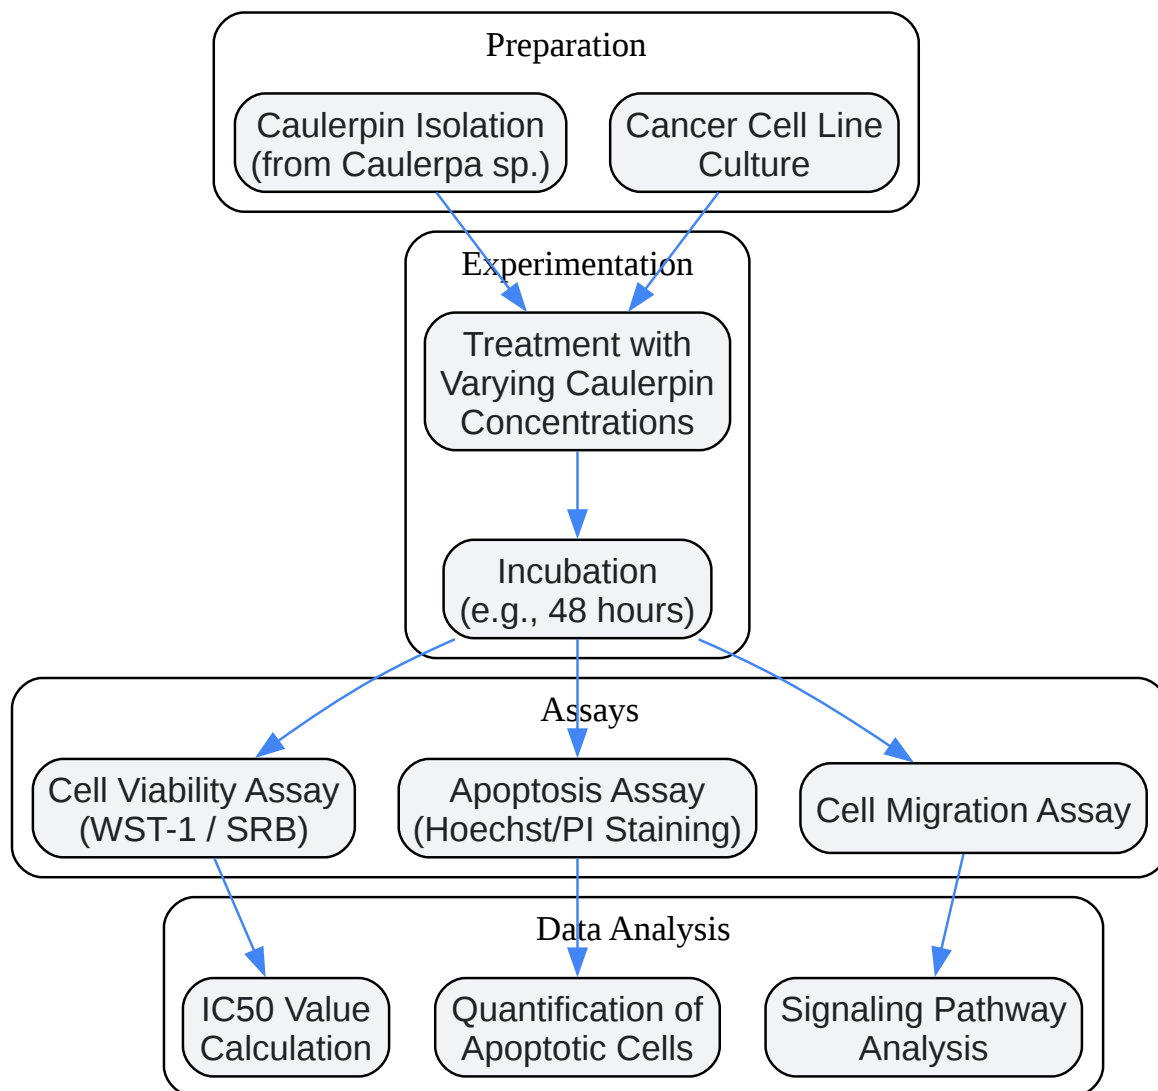 Preparation
Caulerpin Isolation
(from Caulerpa sp.)
Cancer Cell Line
Culture
Experimentation
Treatment with
Varying Caulerpin
Concentrations
Incubation
(e.g., 48 hours)
Assays
Cell Viability Assay
(WST-1 / SRB)
Apoptosis Assay
(Hoechst/PI Staining)
Cell Migration Assay
Data Analysis
IC50 Value
Calculation
Quantification of
Apoptotic Cells
Signaling Pathway
Analysis